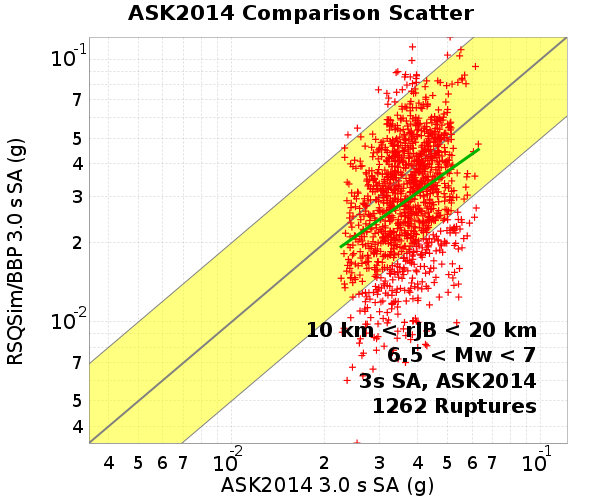 ASK2014 Comparison Scatter
RSQSim/BBP 3.0 s SA (g)
10⁻¹
7
5
4
3
2
10⁻²
7
5
4
10 km < rJB < 20 km
6.5 < Mw < 7
3s SA, ASK2014
1262 Ruptures
4 5 6 7 10⁻² 2 3 4 5 6 7 10⁻¹
ASK2014 3.0 s SA (g)